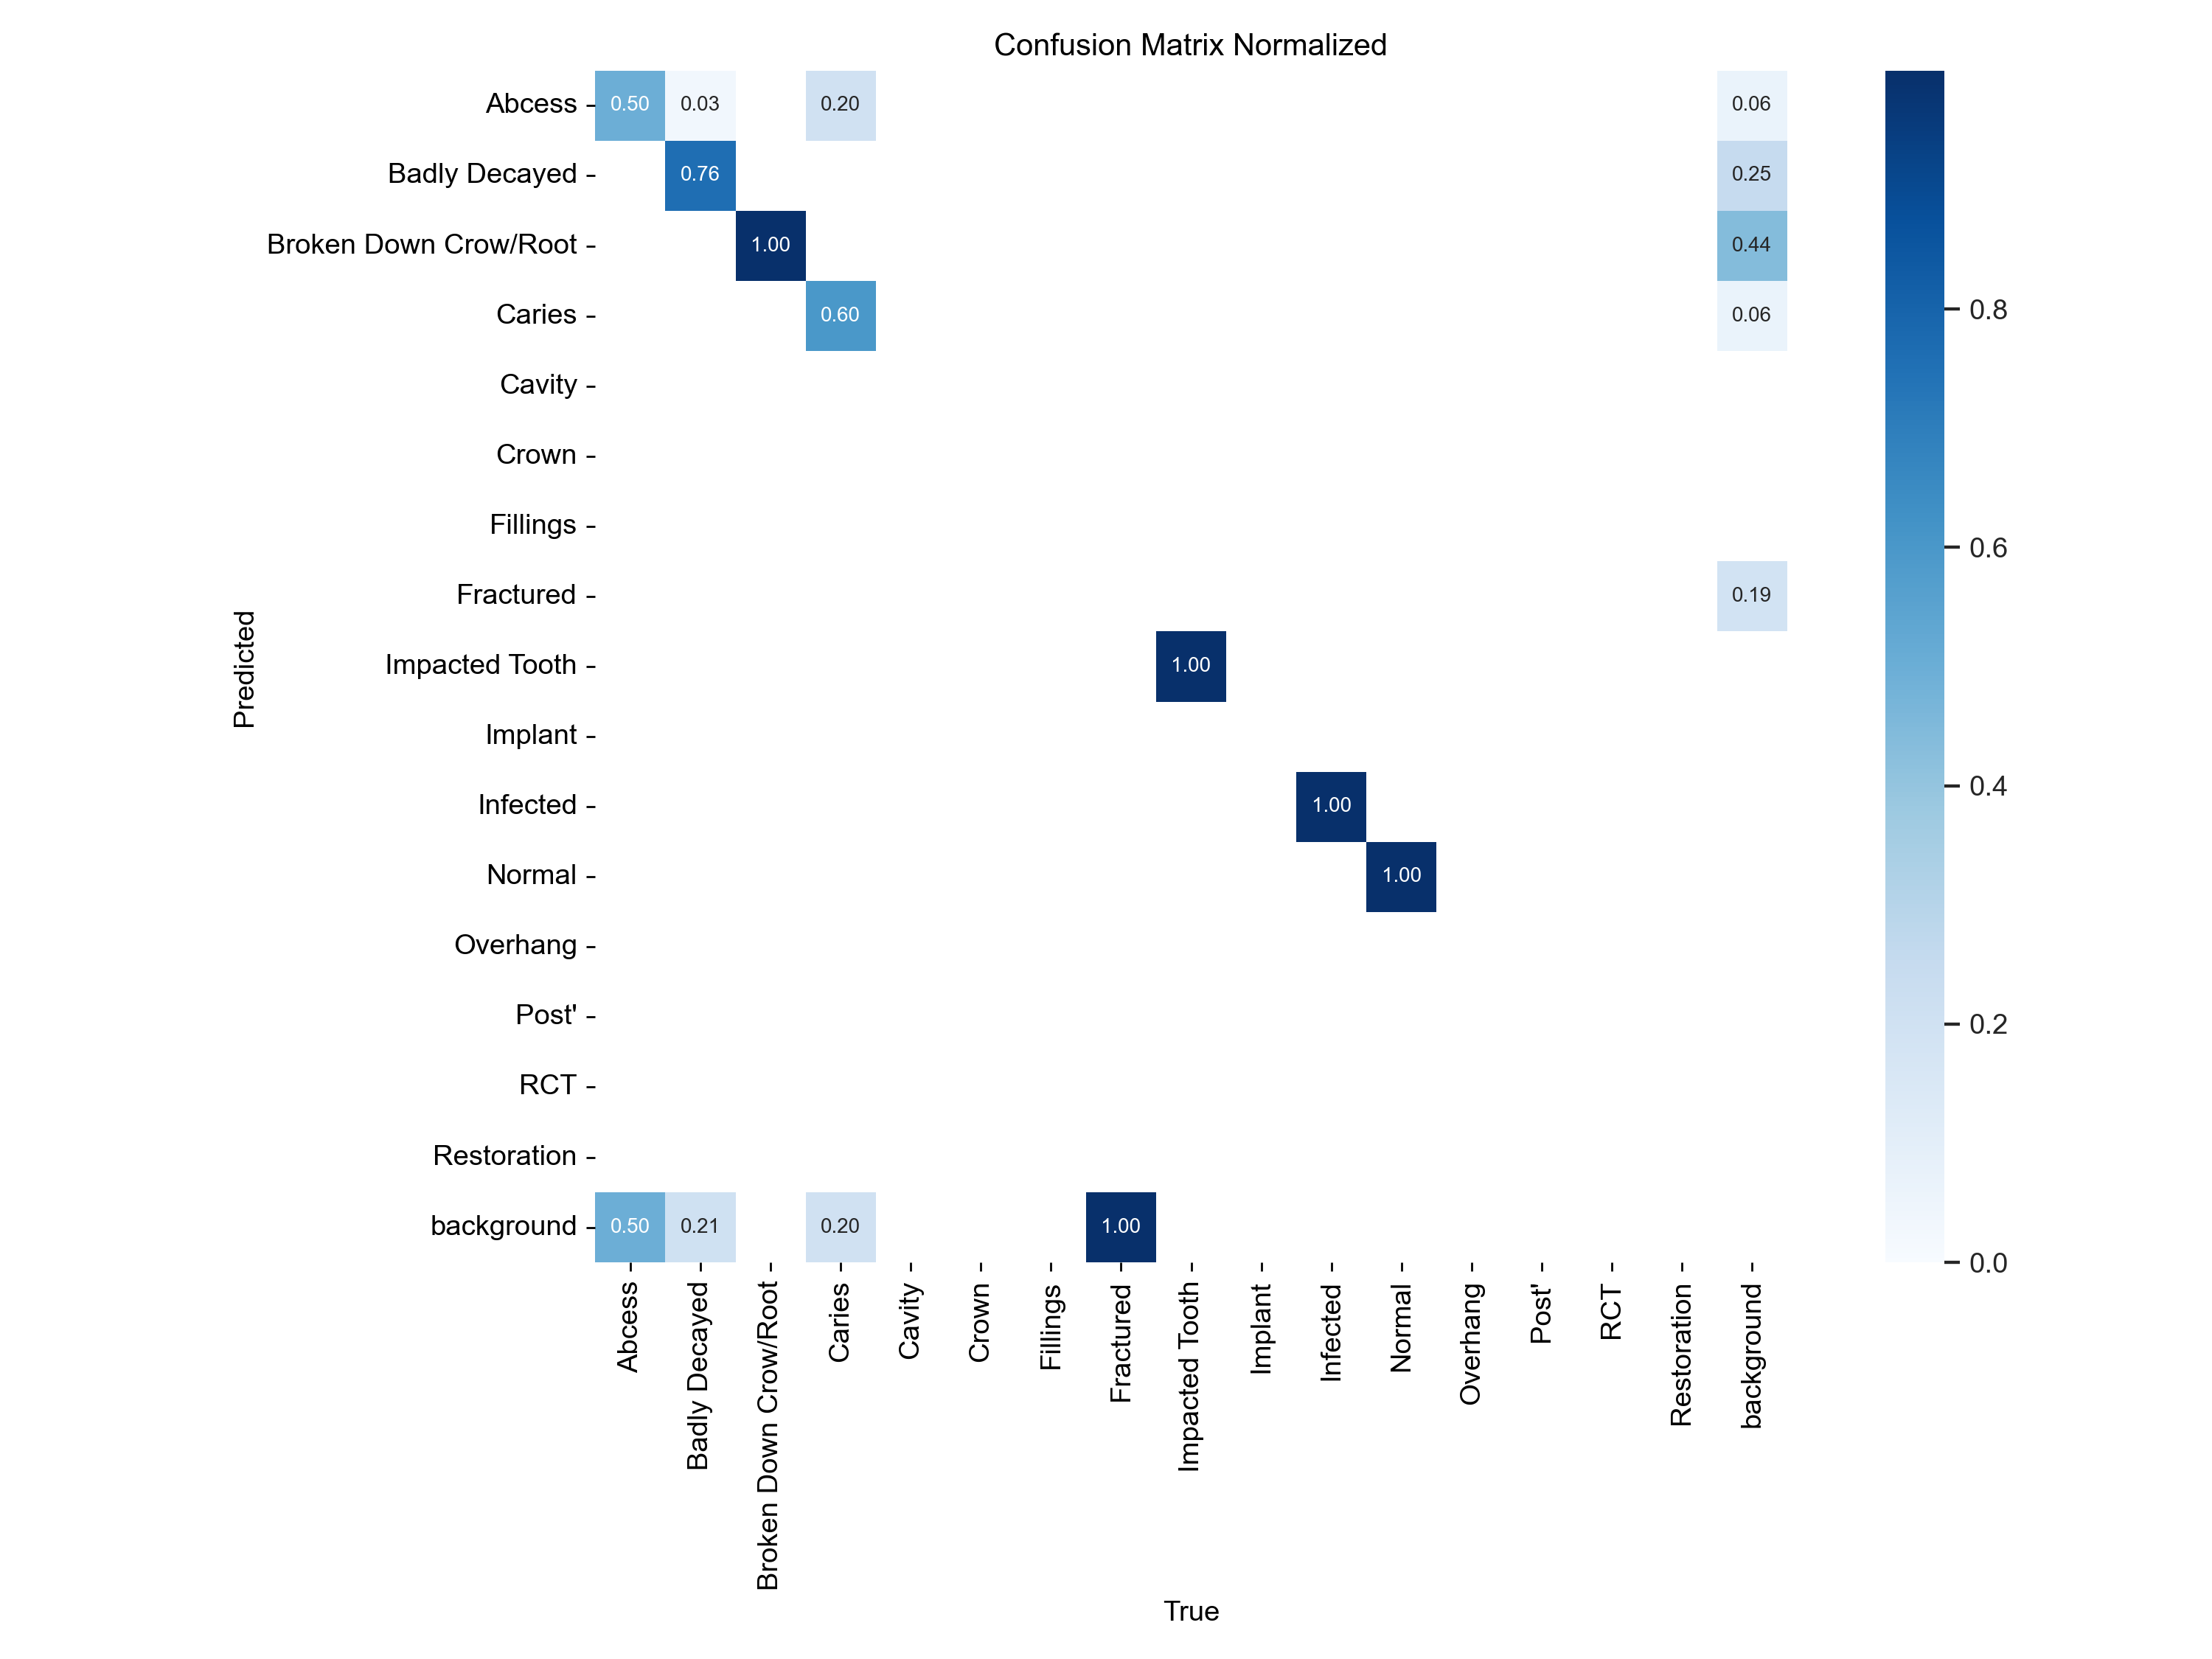 Confusion Matrix Normalized
Abcess 0.50 0.03 0.20 0.06
Badly Decayed 0.76 0.25
Broken Down Crow/Root 1.00 0.44
Caries 0.60 0.06
Cavity
Crown
Fillings
Fractured 0.19
Impacted Tooth 1.00
Implant
Infected 1.00
Normal 1.00
Overhang
Post'
RCT
Restoration
background 0.50 0.21 0.20 1.00
Predicted
Abcess
Badly Decayed
Broken Down Crow/Root
Caries
Cavity
Crown
Fillings
Fractured
Impacted Tooth
Implant
Infected
Normal
Overhang
Post'
RCT
Restoration
background
True
0.8
0.6
0.4
0.2
0.0